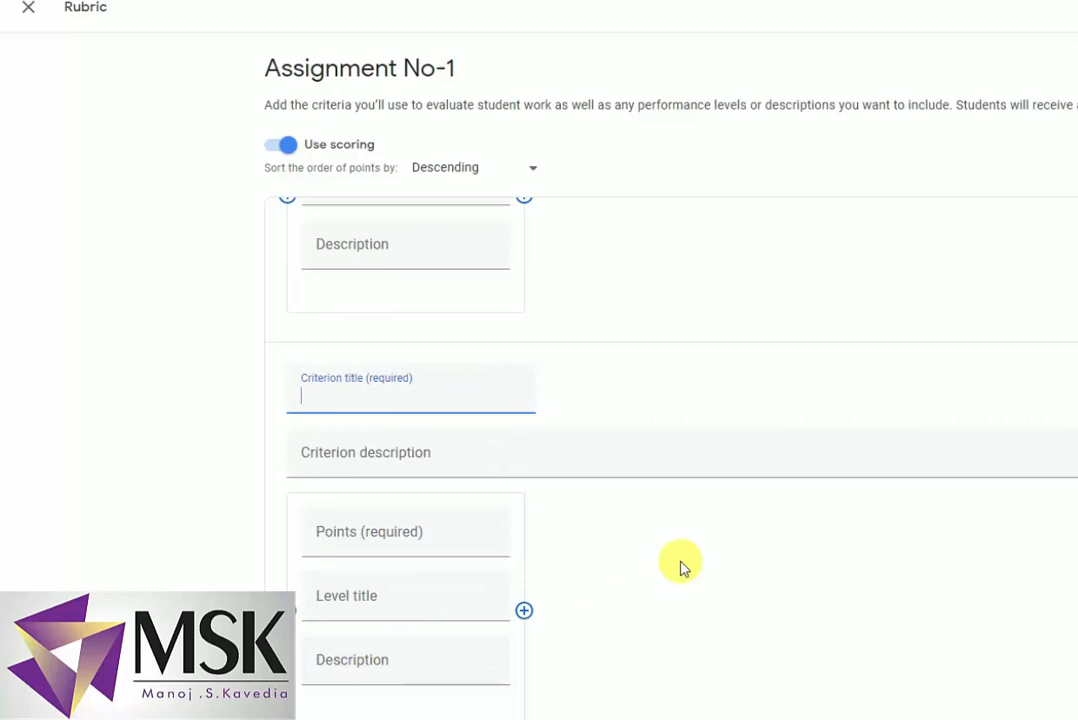 Rubric
Assignment No-1
Add the criteria you'll use to evaluate student work as well as any performance levels or descriptions you want to include. Students will receive a
Use scoring
Sort the order of points by: Descending
Description
Criterion title (required)
Criterion description
Points (required)
Level title
Description
MSK
Manoj .S.Kavedia